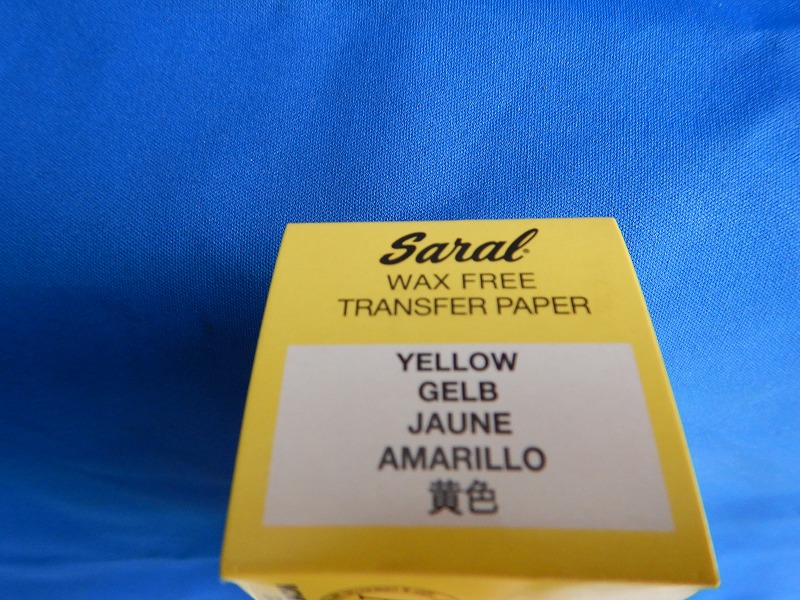 Saral®
WAX FREE
TRANSFER PAPER
YELLOW
GELB
JAUNE
AMARILLO
黄色